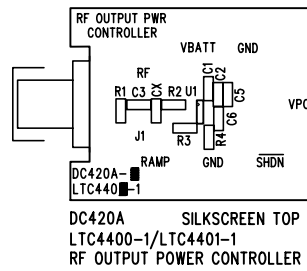 RF OUTPUT PWR
CONTROLLER
VBATT GND
RF
R1 C3 CX R2 U1 C1 C2 C5
C6
VPC
J1 R3 R4
RAMP GND SHDN
DC420A-
LTC440 -1
DC420A SILKSCREEN TOP
LTC4400-1/LTC4401-1
RF OUTPUT POWER CONTROLLER